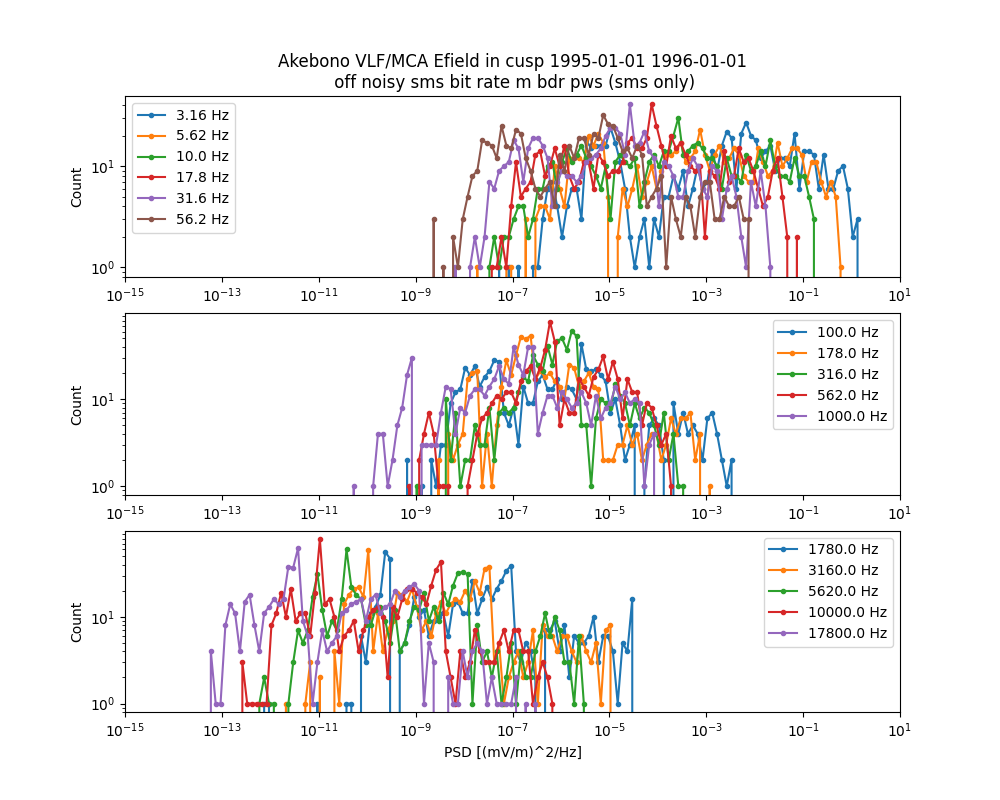 Akebono VLF/MCA Efield in cusp 1995-01-01 1996-01-01
off noisy sms bit rate m bdr pws (sms only)
Count
10^1
10^0
3.16 Hz
5.62 Hz
10.0 Hz
17.8 Hz
31.6 Hz
56.2 Hz
10^-15 10^-13 10^-11 10^-9 10^-7 10^-5 10^-3 10^-1 10^1
Count
10^1
10^0
100.0 Hz
178.0 Hz
316.0 Hz
562.0 Hz
1000.0 Hz
10^-15 10^-13 10^-11 10^-9 10^-7 10^-5 10^-3 10^-1 10^1
Count
10^1
10^0
1780.0 Hz
3160.0 Hz
5620.0 Hz
10000.0 Hz
17800.0 Hz
10^-15 10^-13 10^-11 10^-9 10^-7 10^-5 10^-3 10^-1 10^1
PSD [(mV/m)^2/Hz]